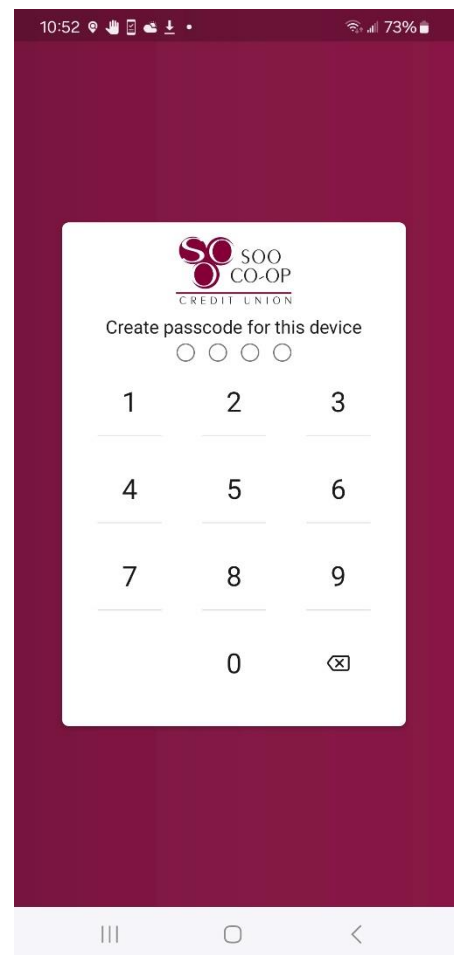 10:52 73%
SOO
CO-OP
CREDIT UNION
Create passcode for this device
1 2 3
4 5 6
7 8 9
0